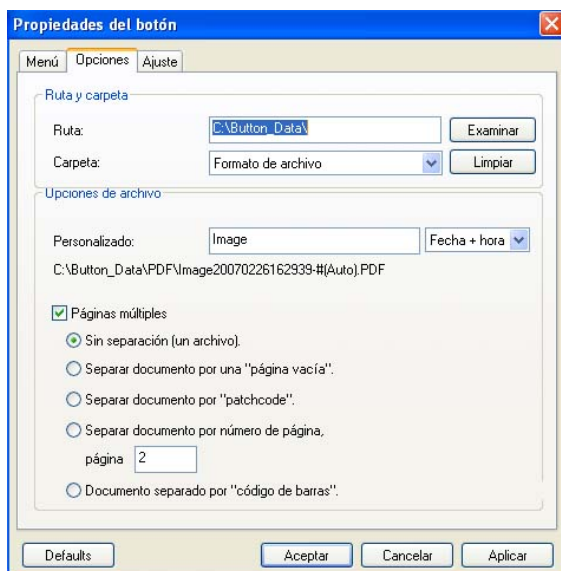 Propiedades del botón
Menú Opciones Ajuste
Ruta y carpeta
Ruta: C:\Button_Data\ Examinar
Carpeta: Formato de archivo Limpiar
Opciones de archivo
Personalizado: Image Fecha + hora
C:\Button_Data\PDF\Image20070226162939-#(Auto).PDF
Páginas múltiples
Sin separación (un archivo).
Separar documento por una "página vacía".
Separar documento por "patchcode".
Separar documento por número de página,
página 2
Documento separado por "código de barras".
Defaults Aceptar Cancelar Aplicar